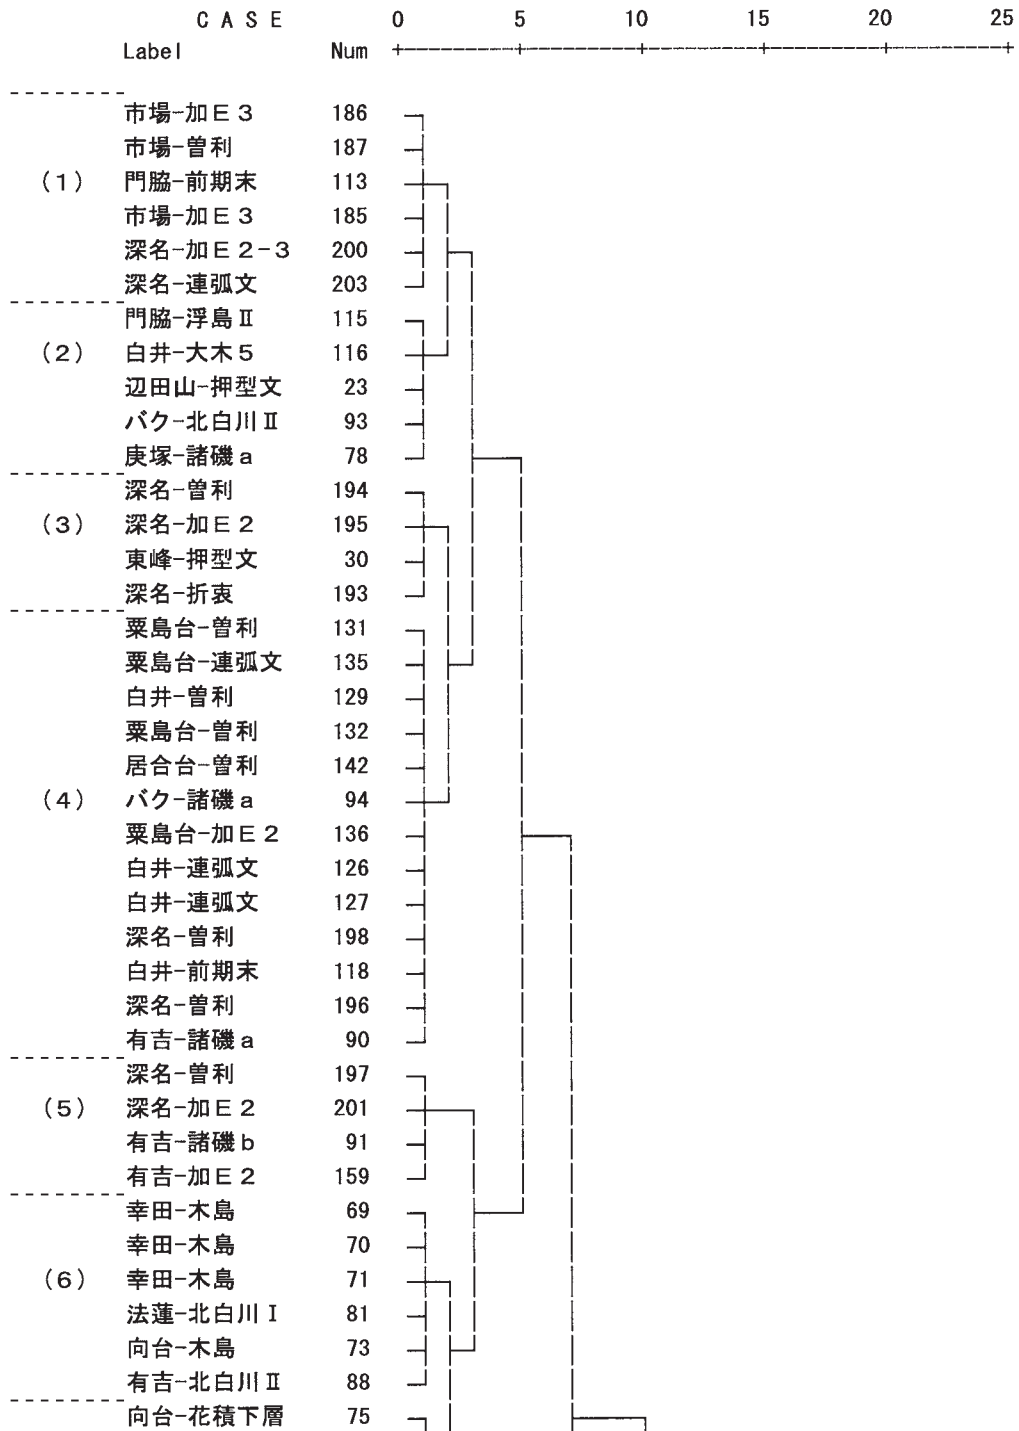 ＣＡＳＥ 0 5 10 15 20 25
Label Num
市場-加Ｅ３ 186
市場-曽利 187
(1) 門脇-前期末 113
市場-加Ｅ３ 185
深名-加Ｅ２-３ 200
深名-連弧文 203
門脇-浮島Ⅱ 115
(2) 白井-大木５ 116
辺田山-押型文 23
バク-北白川Ⅱ 93
庚塚-諸磯ａ 78
深名-曽利 194
(3) 深名-加Ｅ２ 195
東峰-押型文 30
深名-折衷 193
粟島台-曽利 131
粟島台-連弧文 135
白井-曽利 129
粟島台-曽利 132
居合台-曽利 142
(4) バク-諸磯ａ 94
粟島台-加Ｅ２ 136
白井-連弧文 126
白井-連弧文 127
深名-曽利 198
白井-前期末 118
深名-曽利 196
有吉-諸磯ａ 90
深名-曽利 197
(5) 深名-加Ｅ２ 201
有吉-諸磯ｂ 91
有吉-加Ｅ２ 159
幸田-木島 69
幸田-木島 70
(6) 幸田-木島 71
法蓮-北白川Ⅰ 81
向台-木島 73
有吉-北白川Ⅱ 88
向台-花積下層 75